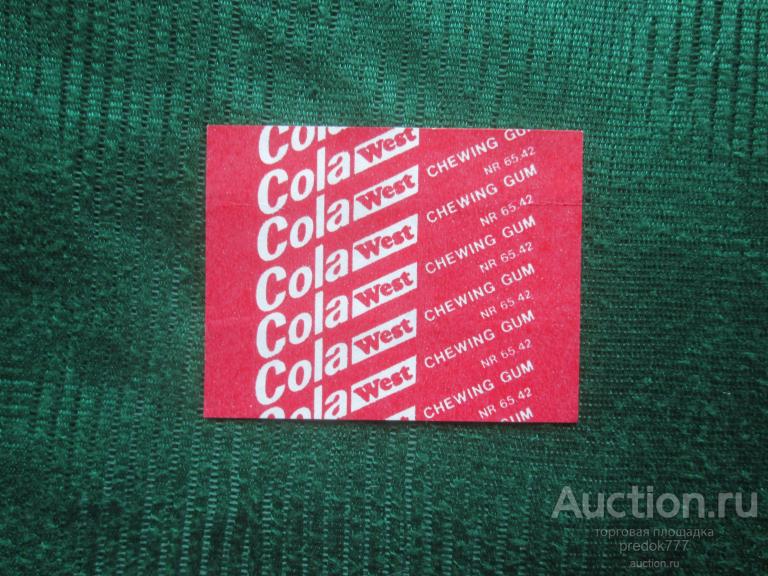 Cola West
Cola West CHEWING GUM
NR 65.42
Cola West CHEWING GUM
NR 65.42
Cola West CHEWING GUM
NR 65.42
Cola West CHEWING GUM
NR 65.42
Cola West CHEWING GUM
NR 65.42
Cola West CHEWING GUM
NR 65.42
Auction.ru
торговая площадка
predok777
auction.ru